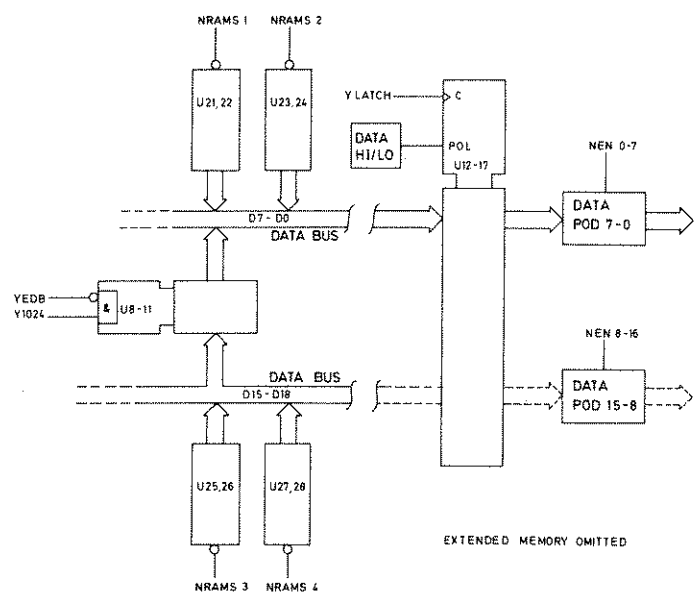 NRAMS 1
NRAMS 2
U21,22
U23,24
Y LATCH
C
DATA
HI/LO
POL
U12-17
NEN 0-7
D7-D0
DATA BUS
DATA
POD 7-0
YEDB
Y1024
&
U8-11
NEN 8-16
DATA BUS
D15-D18
DATA
POD 15-8
U25,26
U27,28
EXTENDED MEMORY OMITTED
NRAMS 3
NRAMS 4